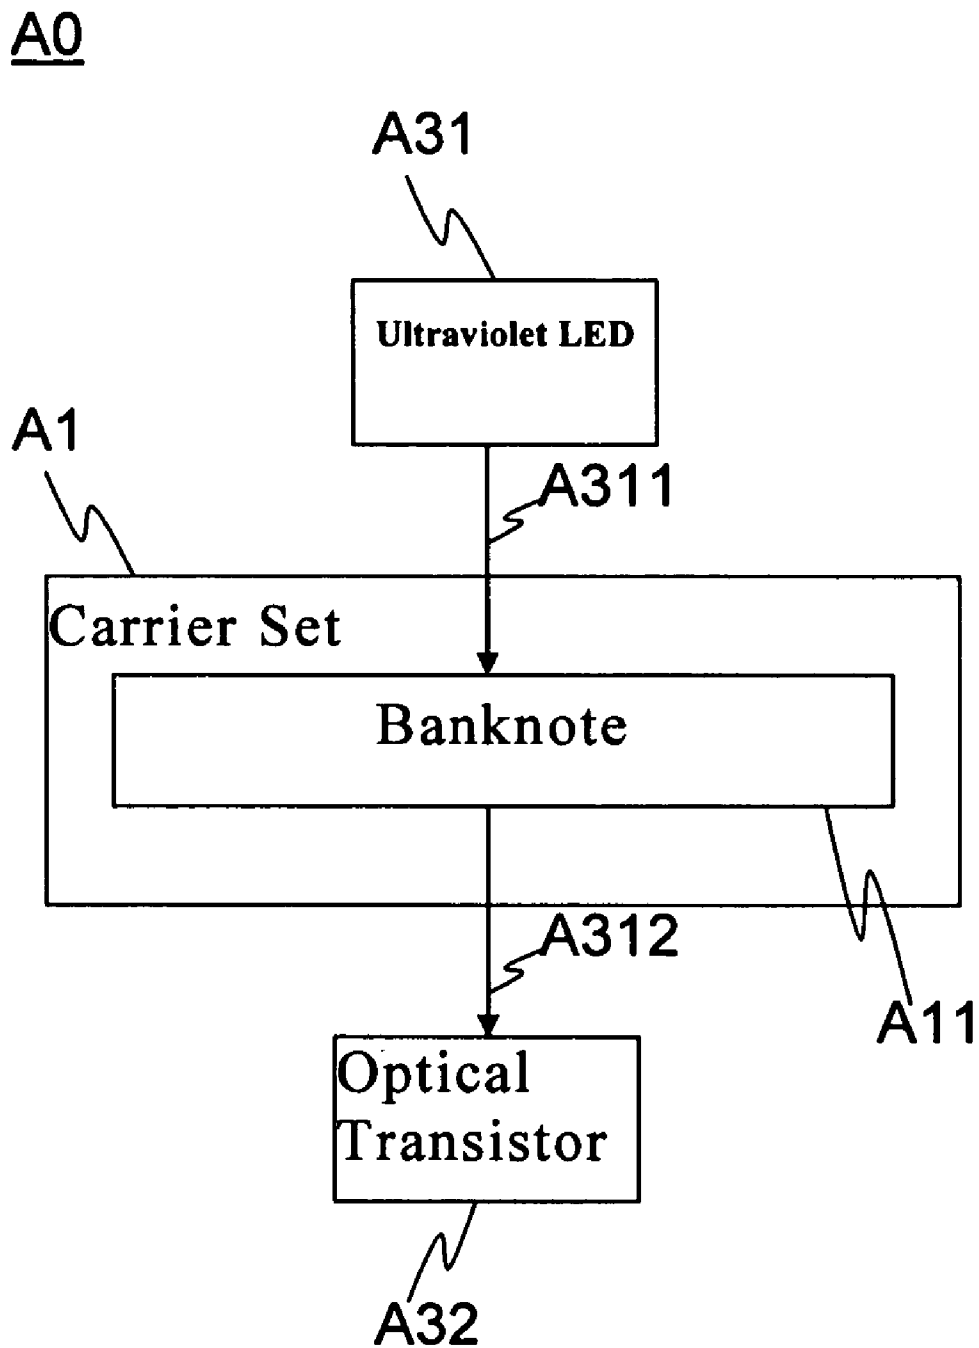 A0
A31
Ultraviolet LED
A1
A311
Carrier Set
Banknote
A312
A11
Optical
Transistor
A32